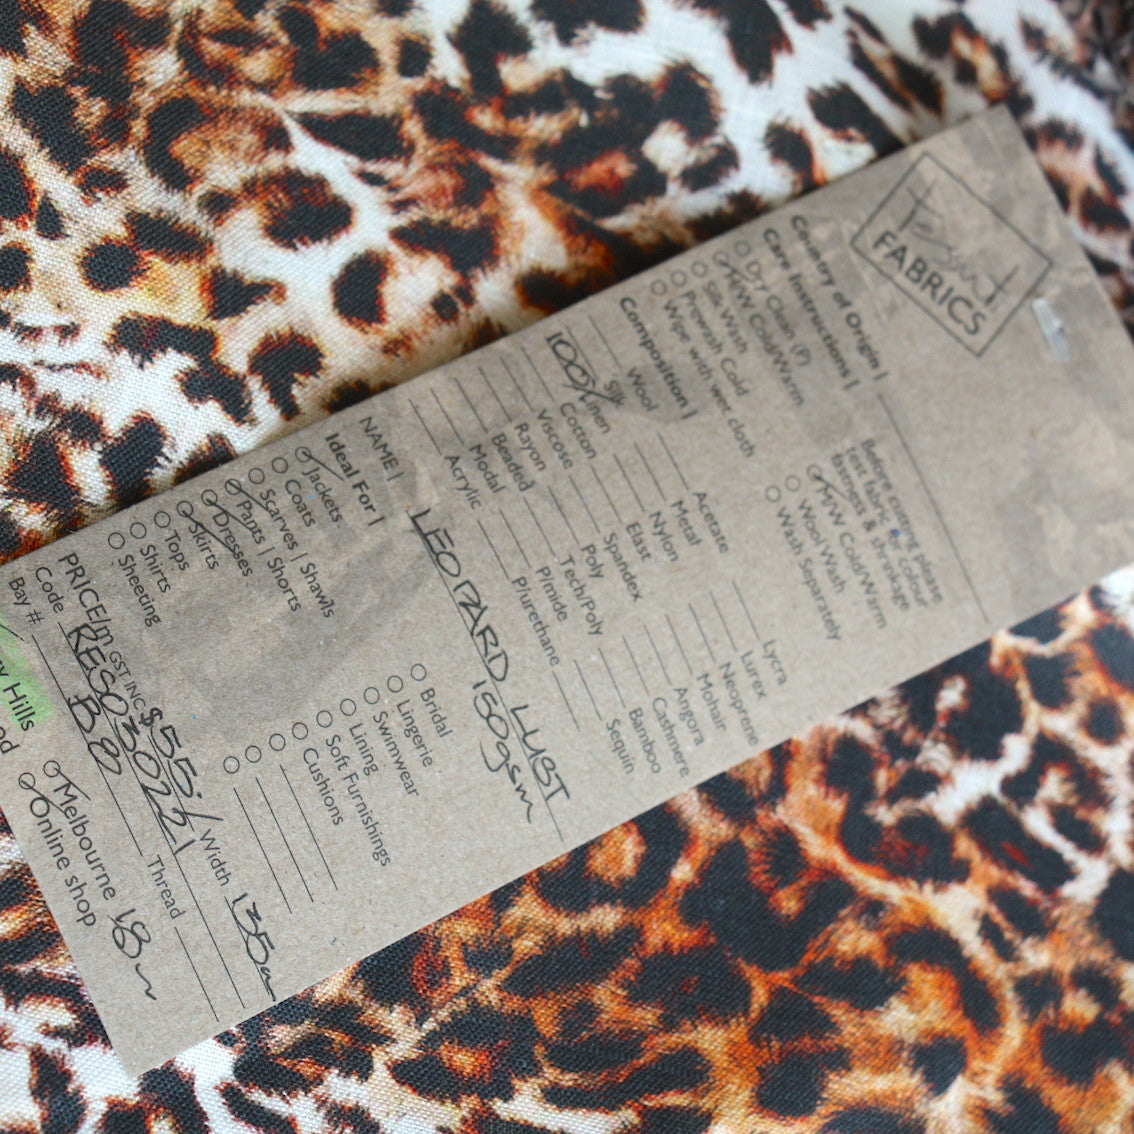 Tessuti
FABRICS
Country of Origin |
Care Instructions |
Dry Clean (P)
H/W Cold/Warm
Silk Wash
Prewash Cold
Wipe with wet cloth
Before cutting please
test fabric for colour
fastness & shrinkage
M/W Cold/Warm
Wool Wash
Wash Separately
Composition |
Wool
Silk
100% Linen
Cotton
Viscose
Rayon
Beaded
Modal
Acrylic
Acetate
Metal
Nylon
Elast
Spandex
Poly
Tech/Poly
P/mide
P/urethane
Lycra
Lurex
Neoprene
Mohair
Angora
Cashmere
Bamboo
Sequin
NAME | LEOPARD LUST
150gsm
Ideal For |
Jackets
Coats
Scarves | Shawls
Pants | Shorts
Dresses
Skirts
Tops
Shirts
Sheeting
Bridal
Lingerie
Swimwear
Lining
Soft Furnishings
Cushions
PRICE/m GST INC $55./ Width 135cm
Code RESO30221
Bay # B80 Thread
Hills
Melbourne
Online shop 18m